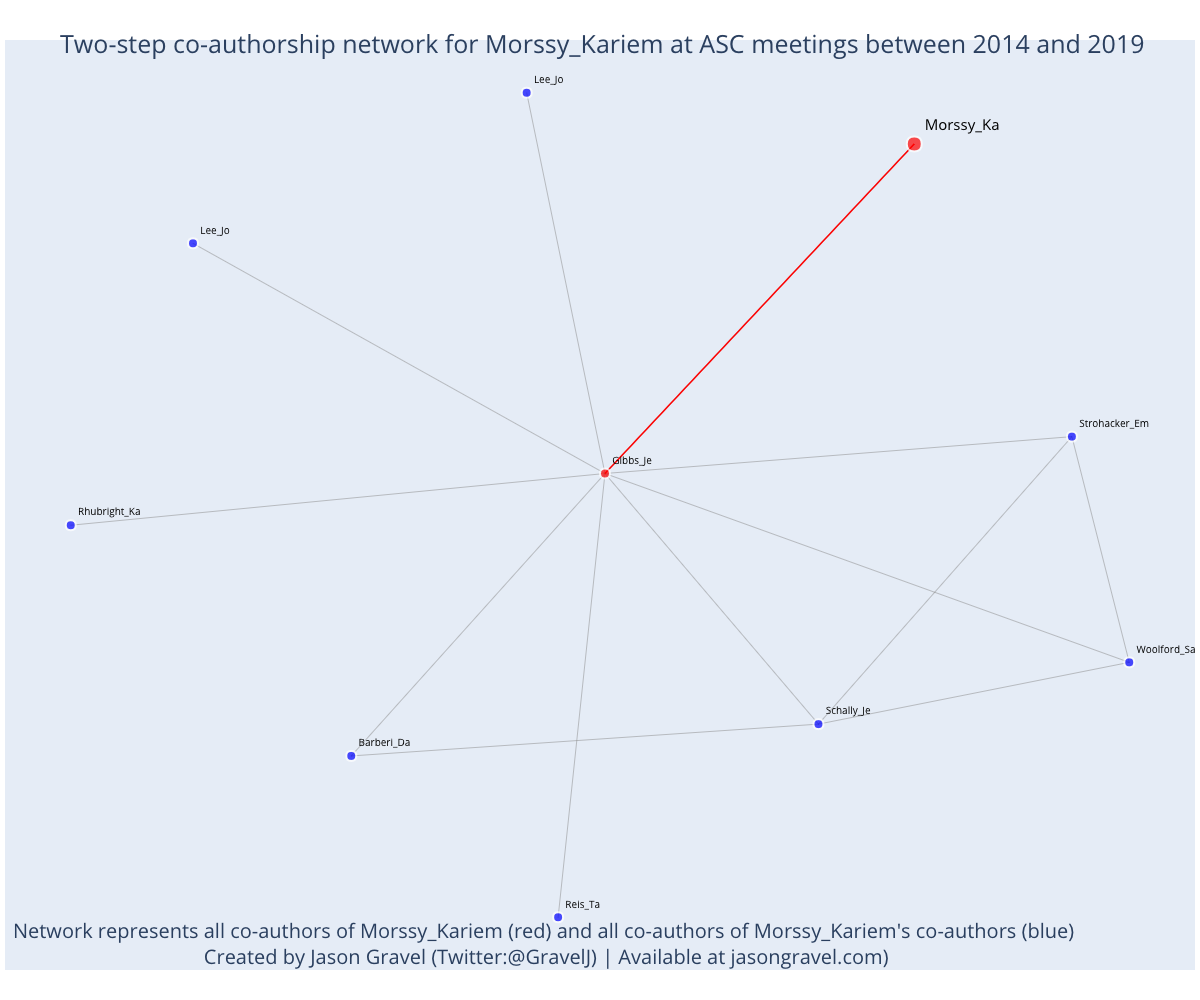 Two-step co-authorship network for Morssy_Kariem at ASC meetings between 2014 and 2019
Lee_Jo
Morssy_Ka
Lee_Jo
Strohacker_Em
Gibbs_Je
Rhubright_Ka
Woolford_Sa
Schally_Je
Barberi_Da
Reis_Ta
Network represents all co-authors of Morssy_Kariem (red) and all co-authors of Morssy_Kariem's co-authors (blue)
Created by Jason Gravel (Twitter:@GravelJ) | Available at jasongravel.com)